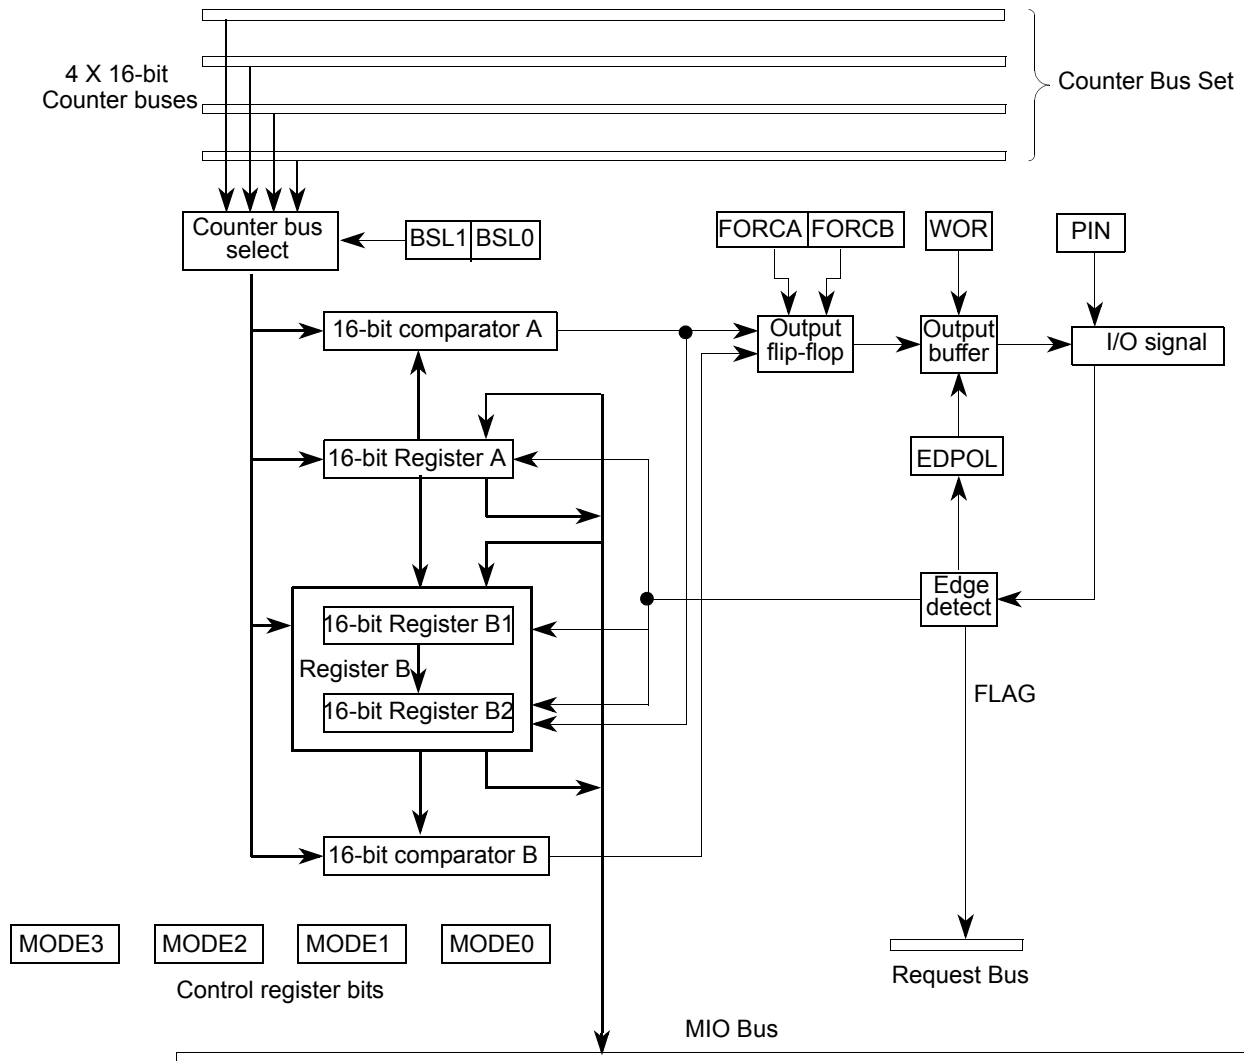 4 X 16-bit
Counter buses
Counter Bus Set
Counter bus
select
BSL1
BSL0
FORCA
FORCB
WOR
PIN
16-bit comparator A
Output
flip-flop
Output
buffer
I/O signal
16-bit Register A
EDPOL
Edge
detect
16-bit Register B1
Register B
16-bit Register B2
FLAG
16-bit comparator B
MODE3
MODE2
MODE1
MODE0
Control register bits
Request Bus
MIO Bus